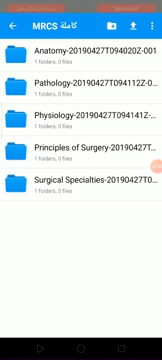 MRCS كاملة
Anatomy-20190427T094020Z-001
1 folders, 0 files
Pathology-20190427T094112Z-0...
1 folders, 0 files
Physiology-20190427T094141Z-...
1 folders, 0 files
Principles of Surgery-20190427T...
1 folders, 0 files
Surgical Specialties-20190427T0...
1 folders, 0 files